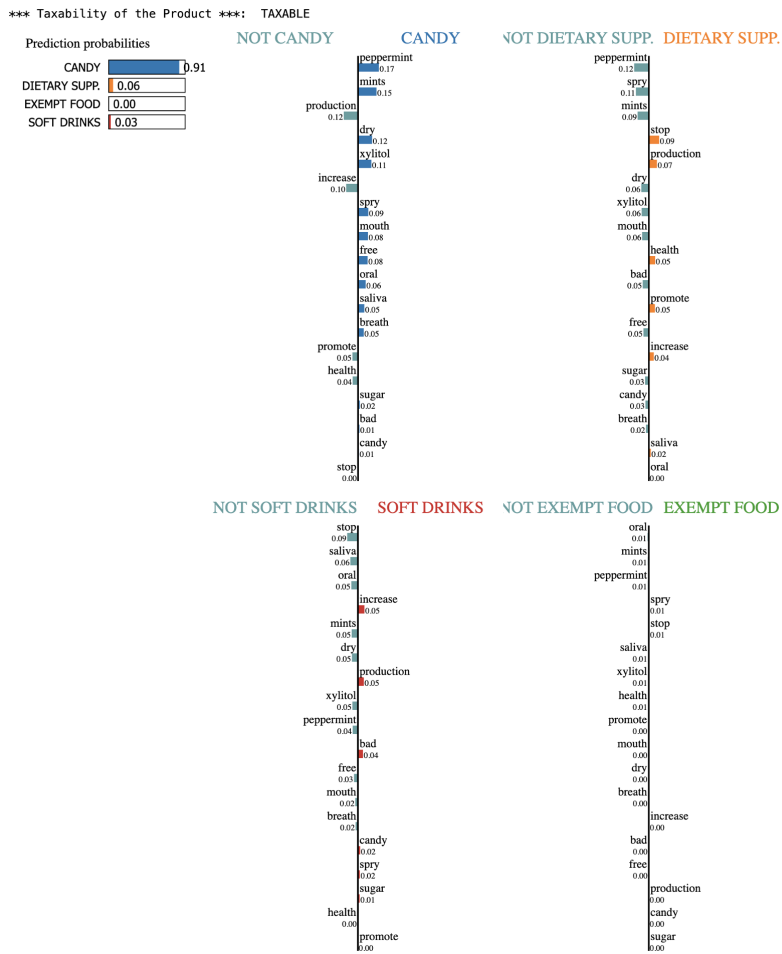 *** Taxability of the Product ***: TAXABLE
Prediction probabilities
CANDY 0.91
DIETARY SUPP. 0.06
EXEMPT FOOD 0.00
SOFT DRINKS 0.03
NOT CANDY CANDY
peppermint
0.17
mints
0.15
production
0.12
dry
0.12
xylitol
0.11
increase
0.10
spry
0.09
mouth
0.08
free
0.08
oral
0.06
saliva
0.05
breath
0.05
promote
0.05
health
0.04
sugar
0.02
bad
0.01
candy
0.01
stop
0.00
NOT DIETARY SUPP. DIETARY SUPP.
peppermint
0.12
spry
0.11
mints
0.09
stop
0.09
production
0.07
dry
0.06
xylitol
0.06
mouth
0.06
health
0.05
bad
0.05
promote
0.05
free
0.05
increase
0.04
sugar
0.03
candy
0.03
breath
0.02
saliva
0.02
oral
0.00
NOT SOFT DRINKS SOFT DRINKS
stop
0.09
saliva
0.06
oral
0.05
increase
0.05
mints
0.05
dry
0.05
production
0.05
xylitol
0.05
peppermint
0.04
bad
0.04
free
0.03
mouth
0.02
breath
0.02
candy
0.02
spry
0.02
sugar
0.01
health
0.00
promote
0.00
NOT EXEMPT FOOD EXEMPT FOOD
oral
0.01
mints
0.01
peppermint
0.01
spry
0.01
stop
0.01
saliva
0.01
xylitol
0.01
health
0.01
promote
0.00
mouth
0.00
dry
0.00
breath
0.00
increase
0.00
bad
0.00
free
0.00
production
0.00
candy
0.00
sugar
0.00